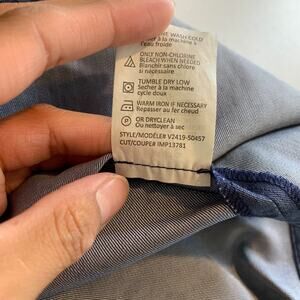 WASH COLD
à la machine à
l'eau froide
ONLY NON-CHLORINE
BLEACH WHEN NEEDED
Blanchir sans chlore
si nécessaire
TUMBLE DRY LOW
Sécher à la machine
cycle doux
WARM IRON IF NECESSARY
Repasser au fer chaud
OR DRYCLEAN
Ou nettoyer à sec
STYLE/MODÈLE# V2419-50457
CUT/COUPE# IMP13781